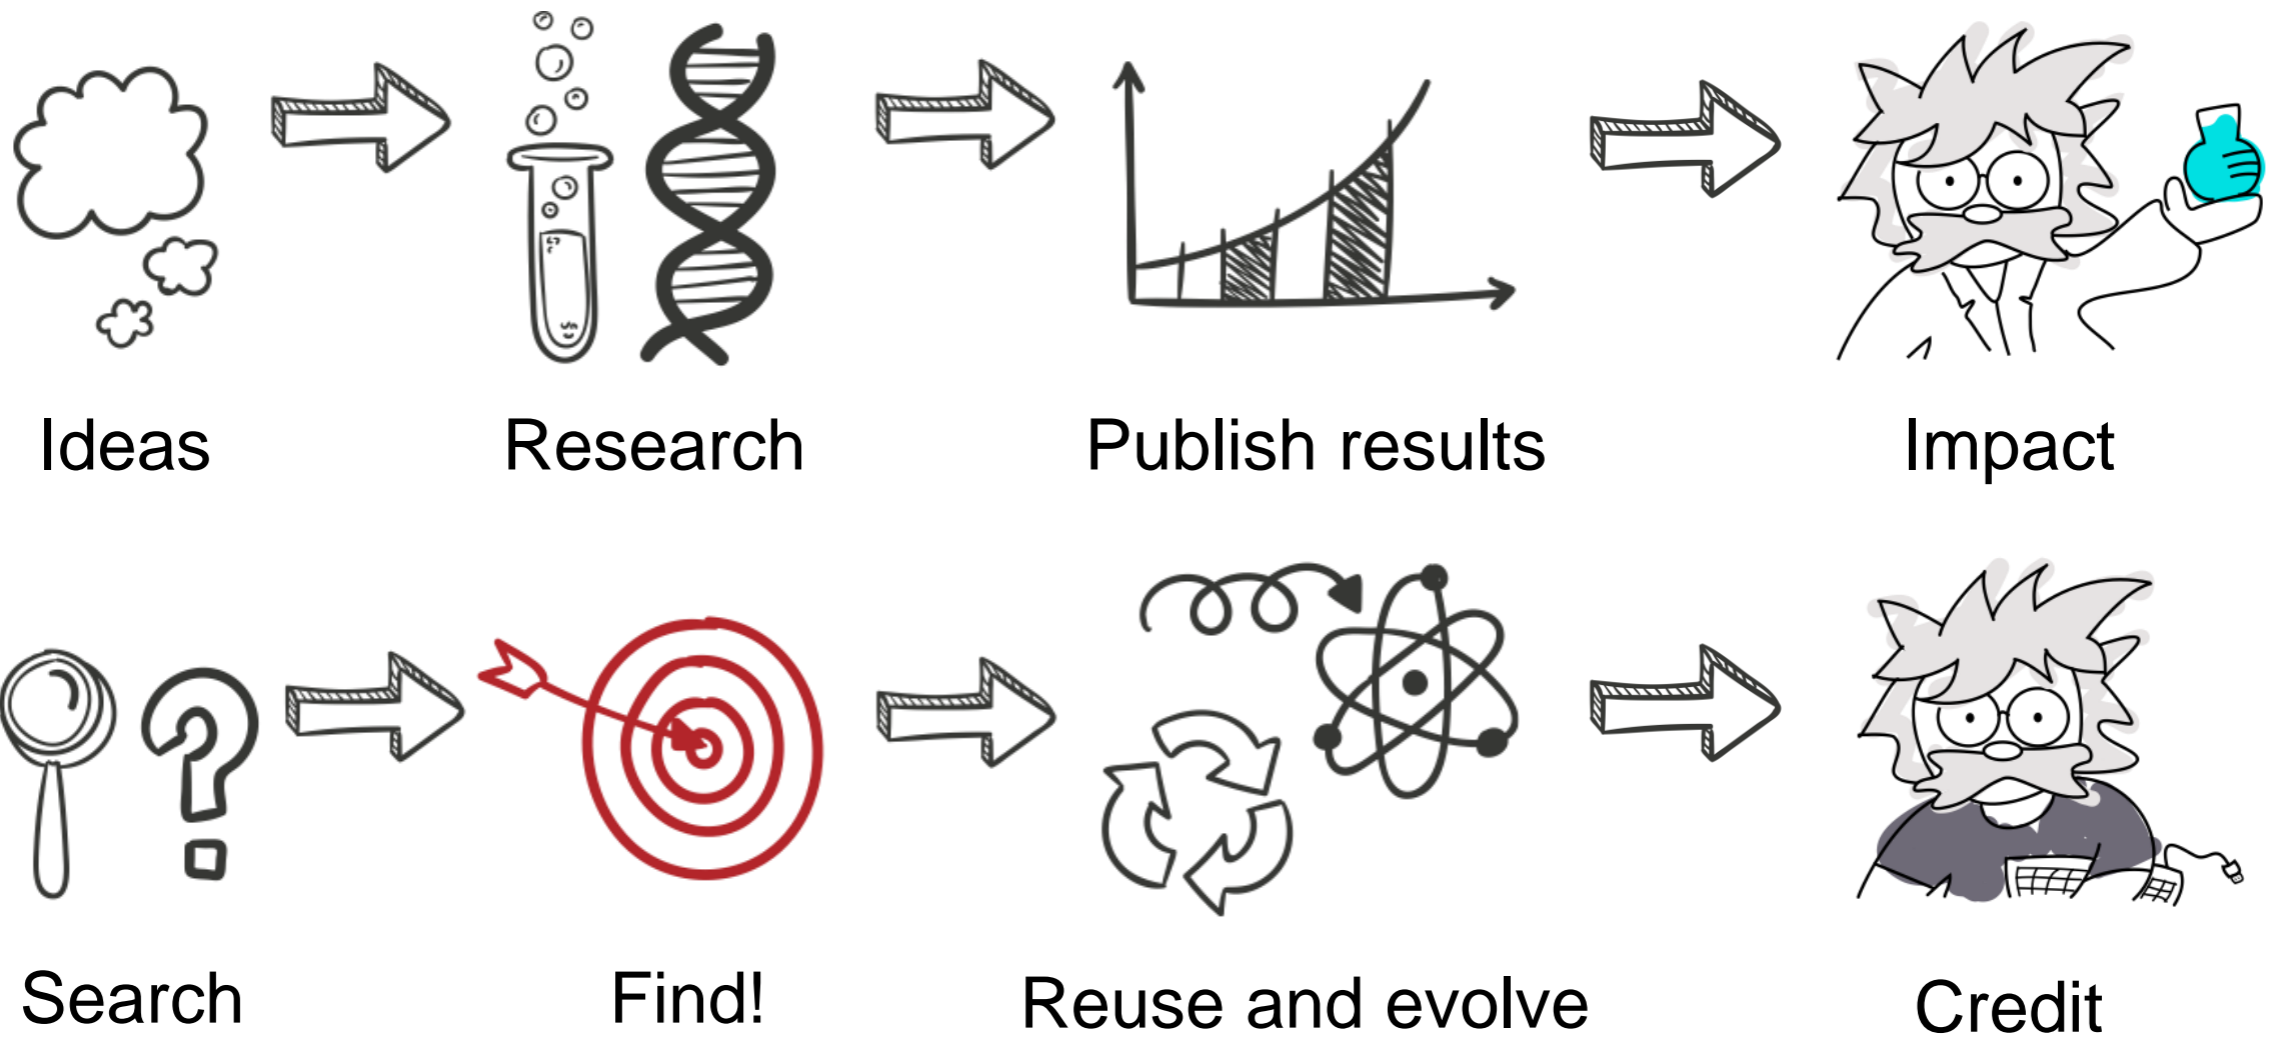 Ideas
Research
Publish results
Impact
Search
Find!
Reuse and evolve
Credit